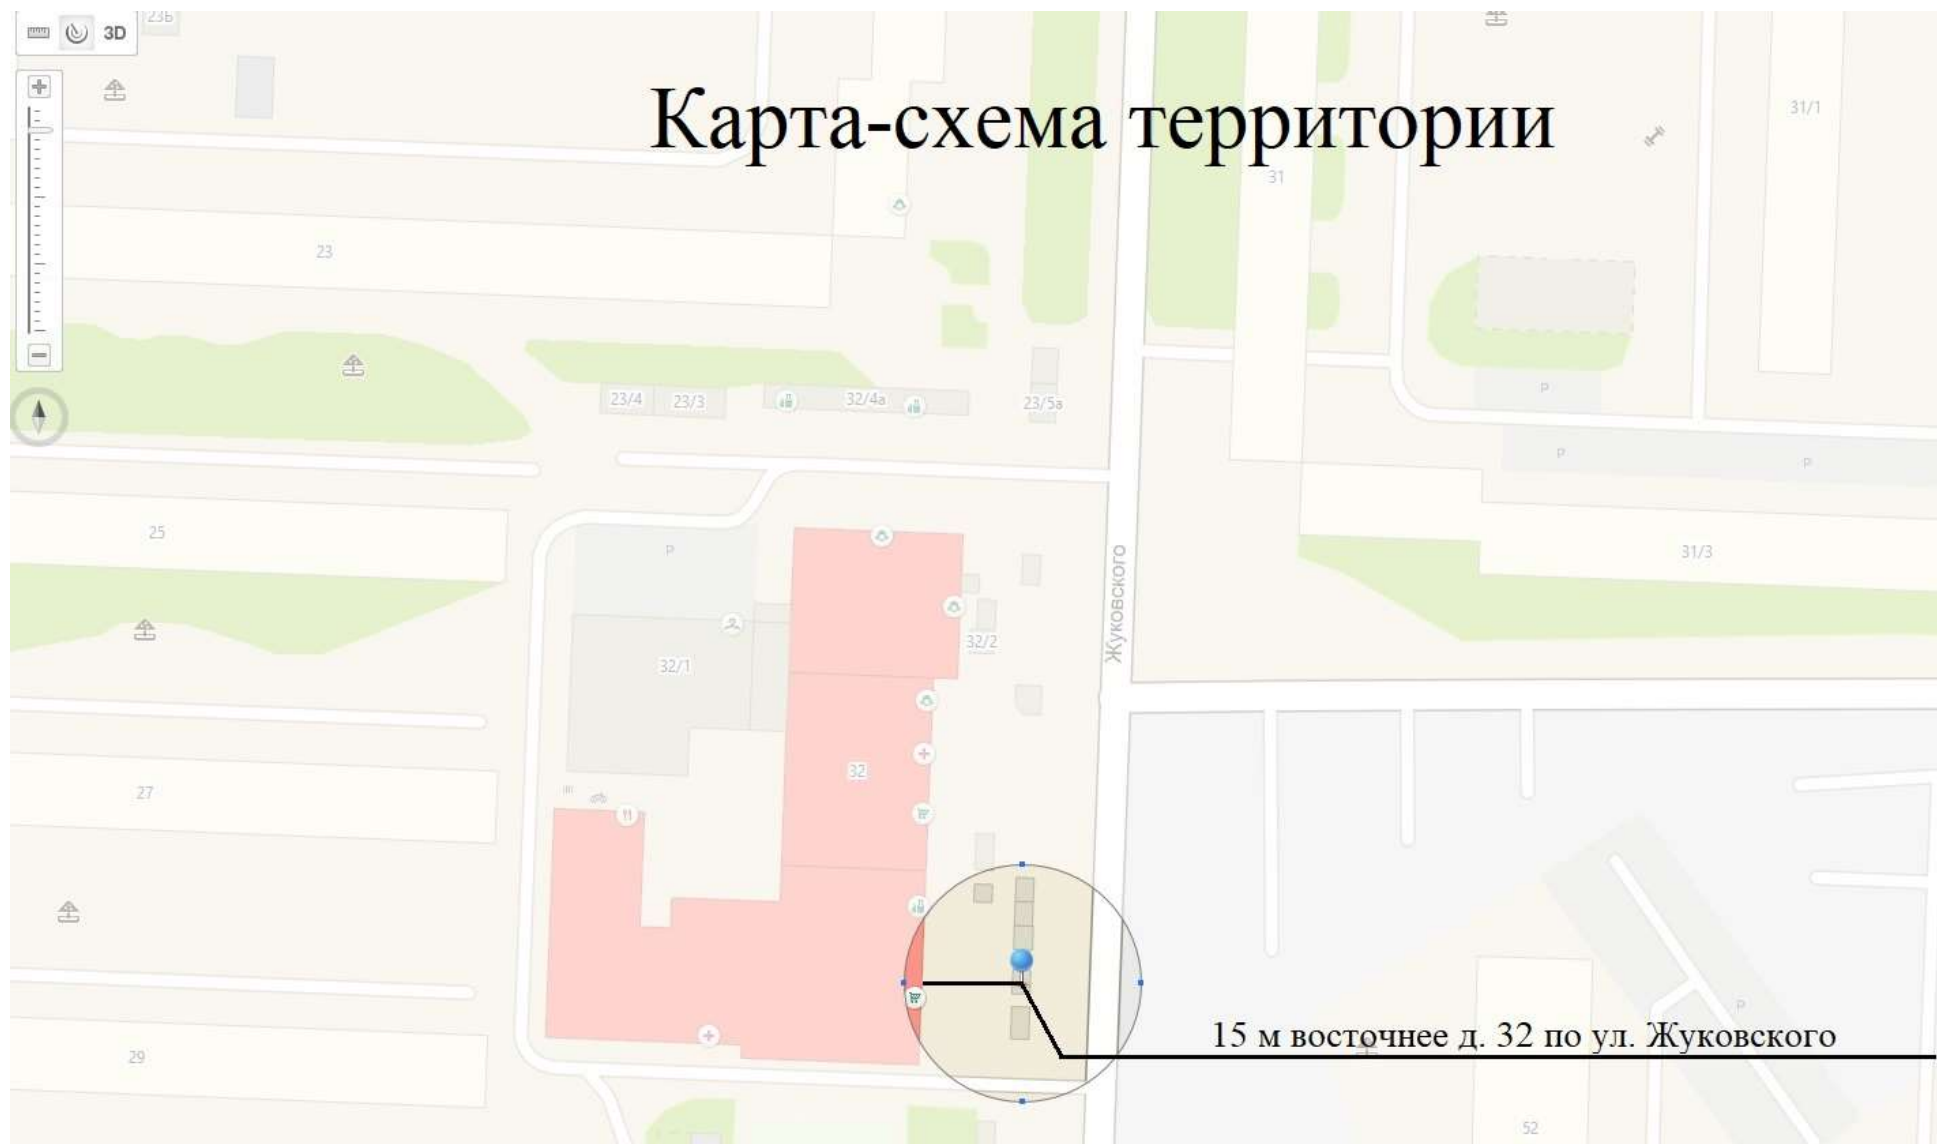 23Б
3D
Карта-схема территории
31/1
31
23
23/4
23/3
32/4а
23/5а
P
P
P
25
P
31/3
Жуковского
32/2
32/1
32
27
15 м восточнее д. 32 по ул. Жуковского
P
29
52